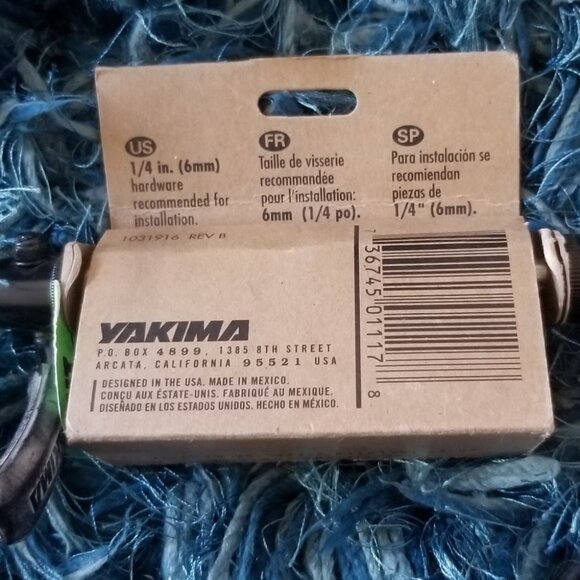 US
1/4 in. (6mm)
hardware
recommended for
installation.
FR
Taille de visserie
recommandée
pour l'installation:
6mm (1/4 po).
SP
Para instalación se
recomiendan
piezas de
1/4" (6mm).
1031916 REV B
YAKIMA
P.O. BOX 4899, 1385 8TH STREET
ARCATA, CALIFORNIA 95521 USA
DESIGNED IN THE USA. MADE IN MEXICO.
CONÇU AUX ÉSTATE-UNIS. FABRIQUÉ AU MEXIQUE.
DISEÑADO EN LOS ESTADOS UNIDOS. HECHO EN MÉXICO.
7 36745 01117 8